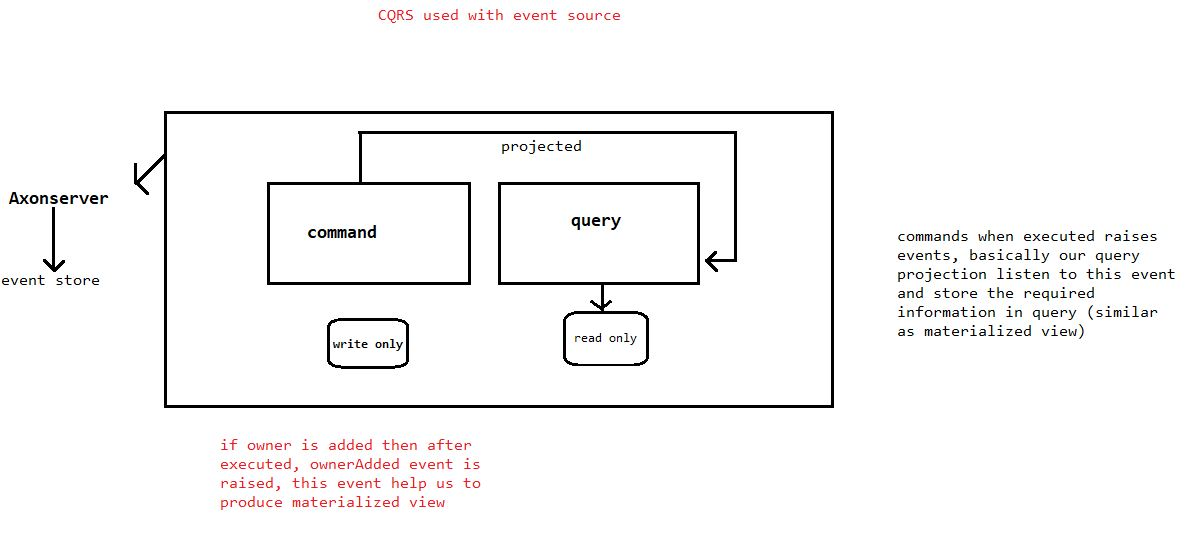 CQRS used with event source
projected
Axonserver
command
query
event store
write only
read only
commands when executed raises
events, basically our query
projection listen to this event
and store the required
information in query (similar
as materialized view)
if owner is added then after
executed, ownerAdded event is
raised, this event help us to
produce materialized view